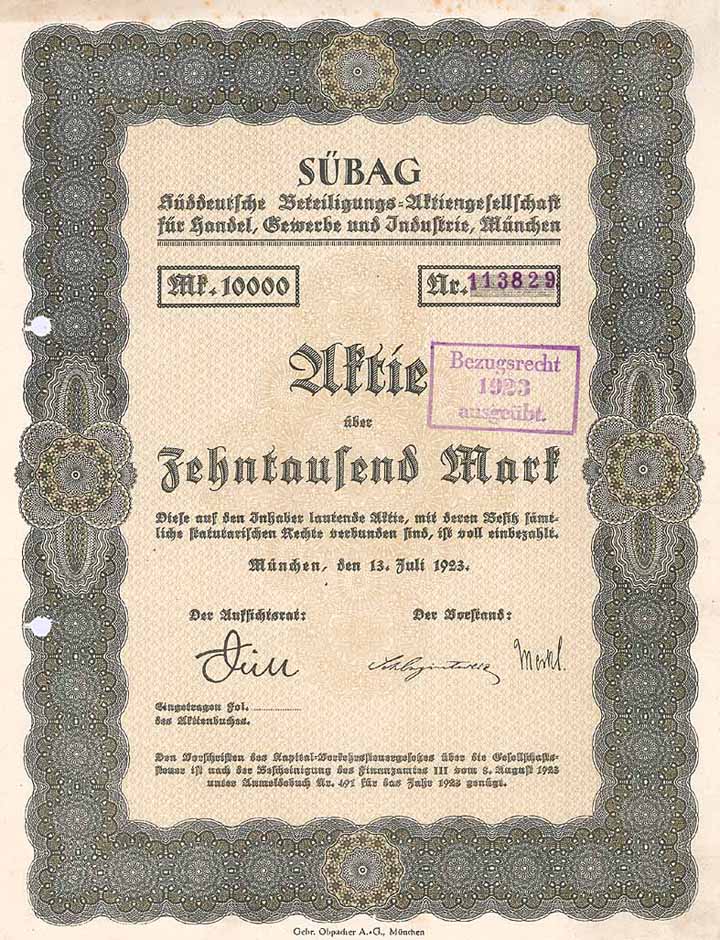 SÜBAG
Süddeutsche Beteiligungs-Aktiengesellschaft
für Handel, Gewerbe und Industrie, München
Mk. 10000
Nr. 113829
Aktie
Bezugsrecht
1923
ausgeübt.
über
Zehntausend Mark
Diese auf den Inhaber lautende Aktie, mit deren Besitz sämt-
liche statutarischen Rechte verbunden sind, ist voll einbezahlt.
München, den 13. Juli 1923.
Der Aufsichtsrat:
Der Vorstand:
Merkl.
Eingetragen Fol.
des Aktienbuches.
Den Vorschriften des Kapital-Verkehrssteuergesetzes über die Gesellschafts-
steuer ist nach der Bescheinigung des Finanzamtes III vom 8. August 1923
unter Anmeldebuch Nr. 491 für das Jahr 1923 genügt.
Gebr. Obpacher A.-G., München